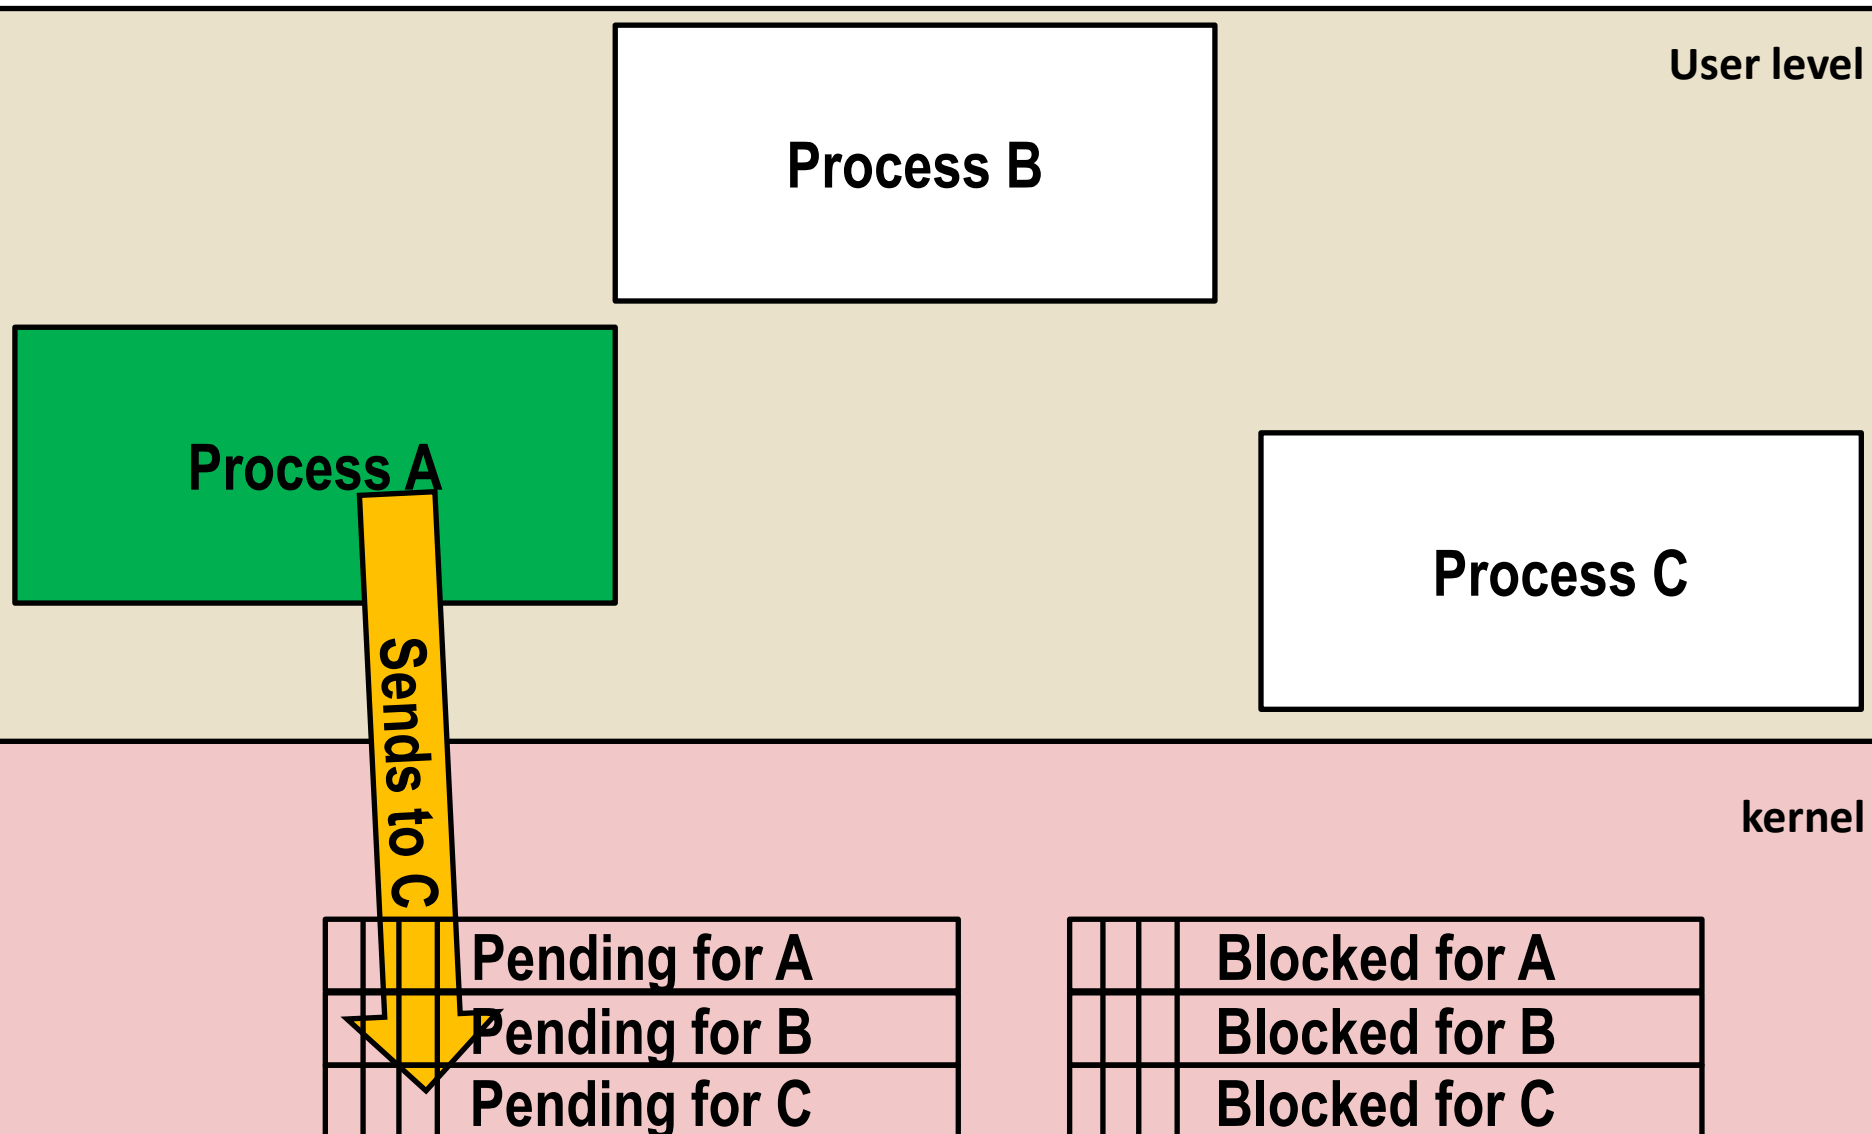 User level
Process B
Process A
Process C
Sends to C
kernel
Pending for A
Blocked for A
Pending for B
Blocked for B
Pending for C
Blocked for C